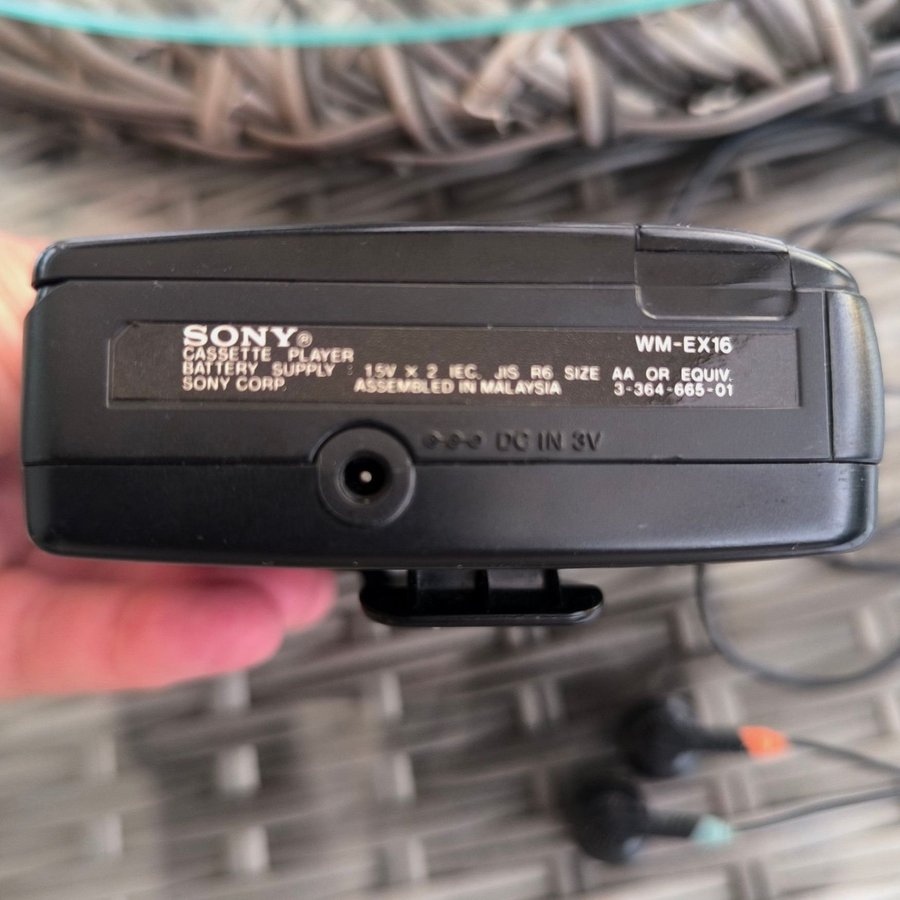 SONY® WM-EX16
CASSETTE PLAYER
BATTERY SUPPLY : 1.5V × 2 IEC. JIS R6 SIZE AA OR EQUIV.
SONY CORP. ASSEMBLED IN MALAYSIA 3-364-665-01
DC IN 3V